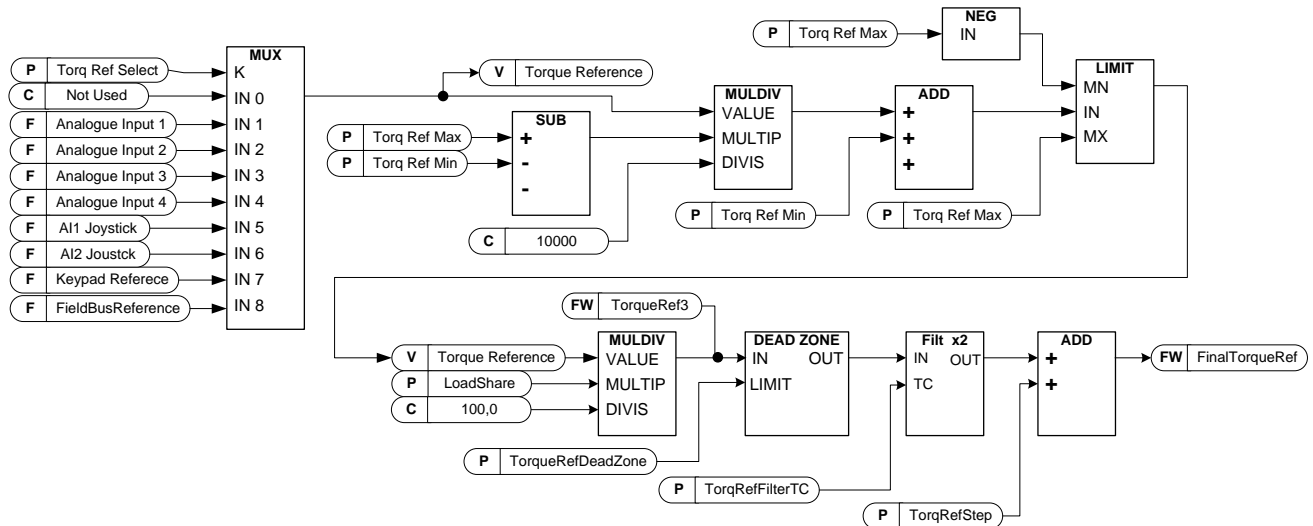 MUX
P Torq Ref Select K
C Not Used IN 0
F Analogue Input 1 IN 1
F Analogue Input 2 IN 2
F Analogue Input 3 IN 3
F Analogue Input 4 IN 4
F AI1 Joystick IN 5
F AI2 Joustck IN 6
F Keypad Referece IN 7
F FieldBusReference IN 8
V Torque Reference
P Torq Ref Max
P Torq Ref Min
SUB
+
-
-
C 10000
MULDIV
VALUE
MULTIP
DIVIS
P Torq Ref Min
ADD
+
+
+
P Torq Ref Max
NEG
IN
P Torq Ref Max
LIMIT
MN
IN
MX
FW TorqueRef3
V Torque Reference
P LoadShare
C 100,0
MULDIV
VALUE
MULTIP
DIVIS
P TorqueRefDeadZone
DEAD ZONE
IN OUT
LIMIT
P TorqRefFilterTC
Filt x2
IN OUT
TC
P TorqRefStep
ADD
+
+
FW FinalTorqueRef